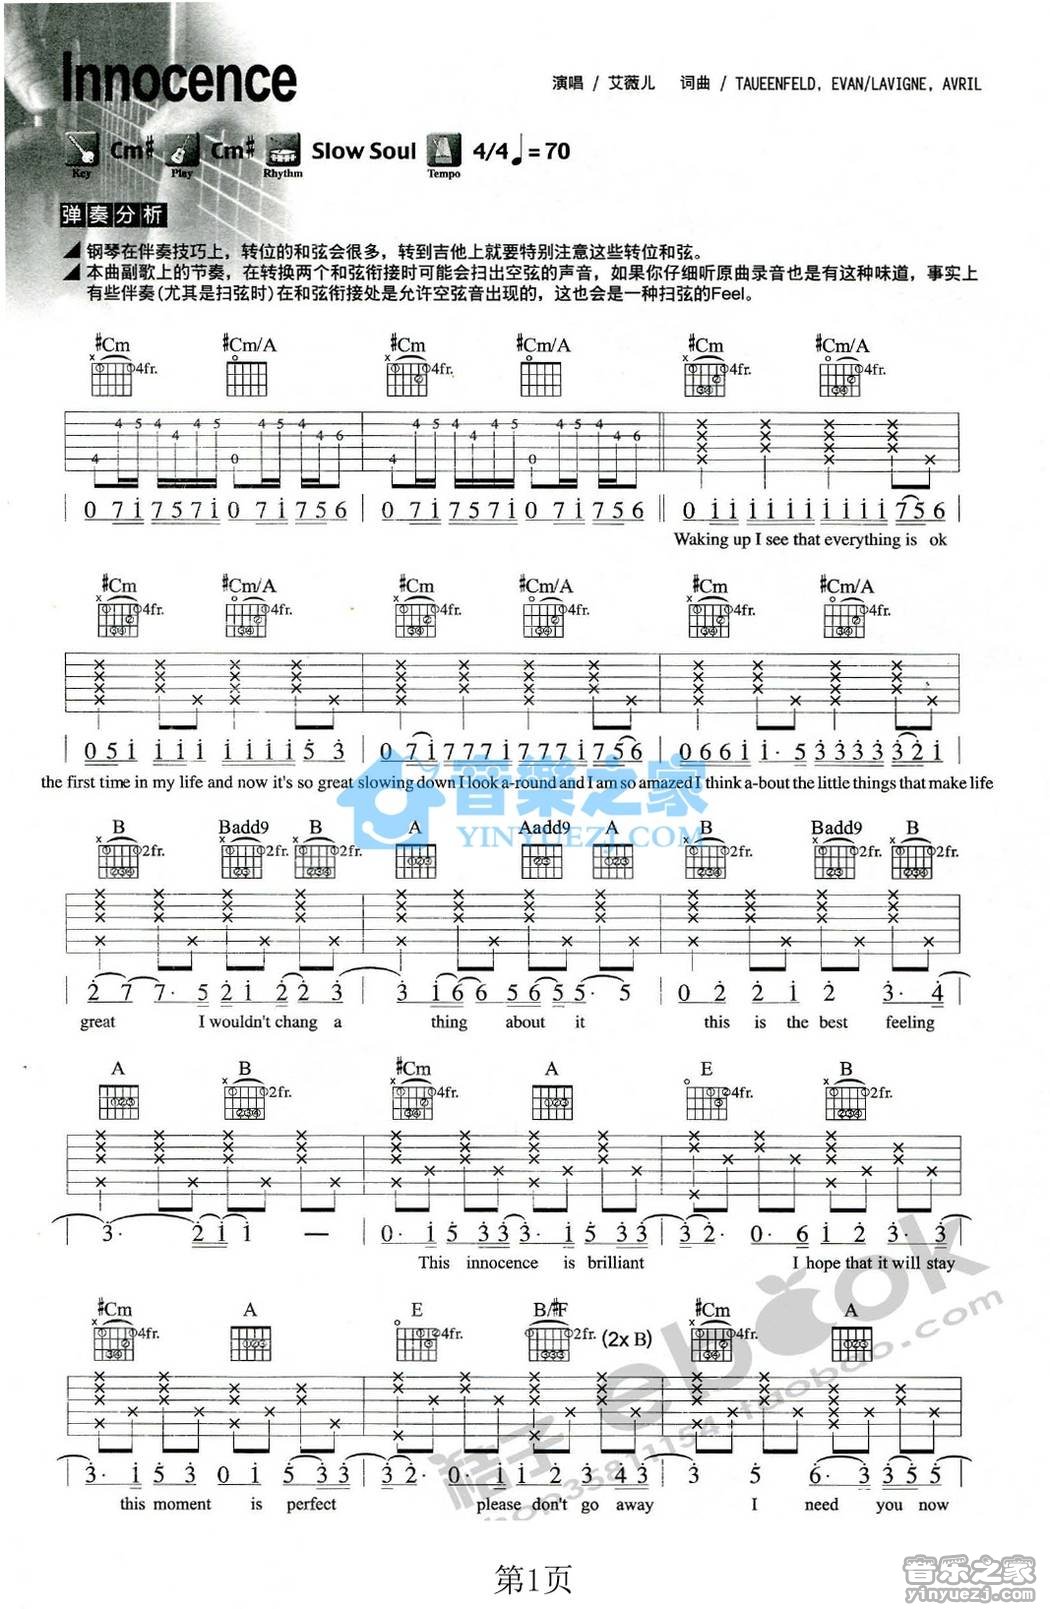 Innocence
演唱 / 艾薇儿 词曲 / TAUEENFELD, EVAN/LAVIGNE, AVRIL
Key Cm# Play Cm# Rhythm Slow Soul Tempo 4/4 ♩=70
弹奏分析
钢琴在伴奏技巧上，转位的和弦会很多，转到吉他上就要特别注意这些转位和弦。
本曲副歌上的节奏，在转换两个和弦衔接时可能会扫出空弦的声音，如果你仔细听原曲录音也是有这种味道，事实上
有些伴奏(尤其是扫弦时)在和弦衔接处是允许空弦音出现的，这也会是一种扫弦的Feel。
#Cm #Cm/A #Cm #Cm/A #Cm #Cm/A
Waking up I see that everything is ok
#Cm #Cm/A #Cm #Cm/A #Cm #Cm/A
the first time in my life and now it's so great slowing down I look a-round and I am so amazed I think a-bout the little things that make life
B Badd9 B A Aadd9 A B Badd9 B
great I wouldn't chang a thing about it this is the best feeling
A B #Cm A E B
This innocence is brilliant I hope that it will stay
#Cm A E B/#F (2x B) #Cm A
this moment is perfect please don't go away I need you now
音樂之家
YINYUEZJ.COM
桔子 ebook
shop35811154.taobao.com
第1页
音乐之家
yinyuezj.com